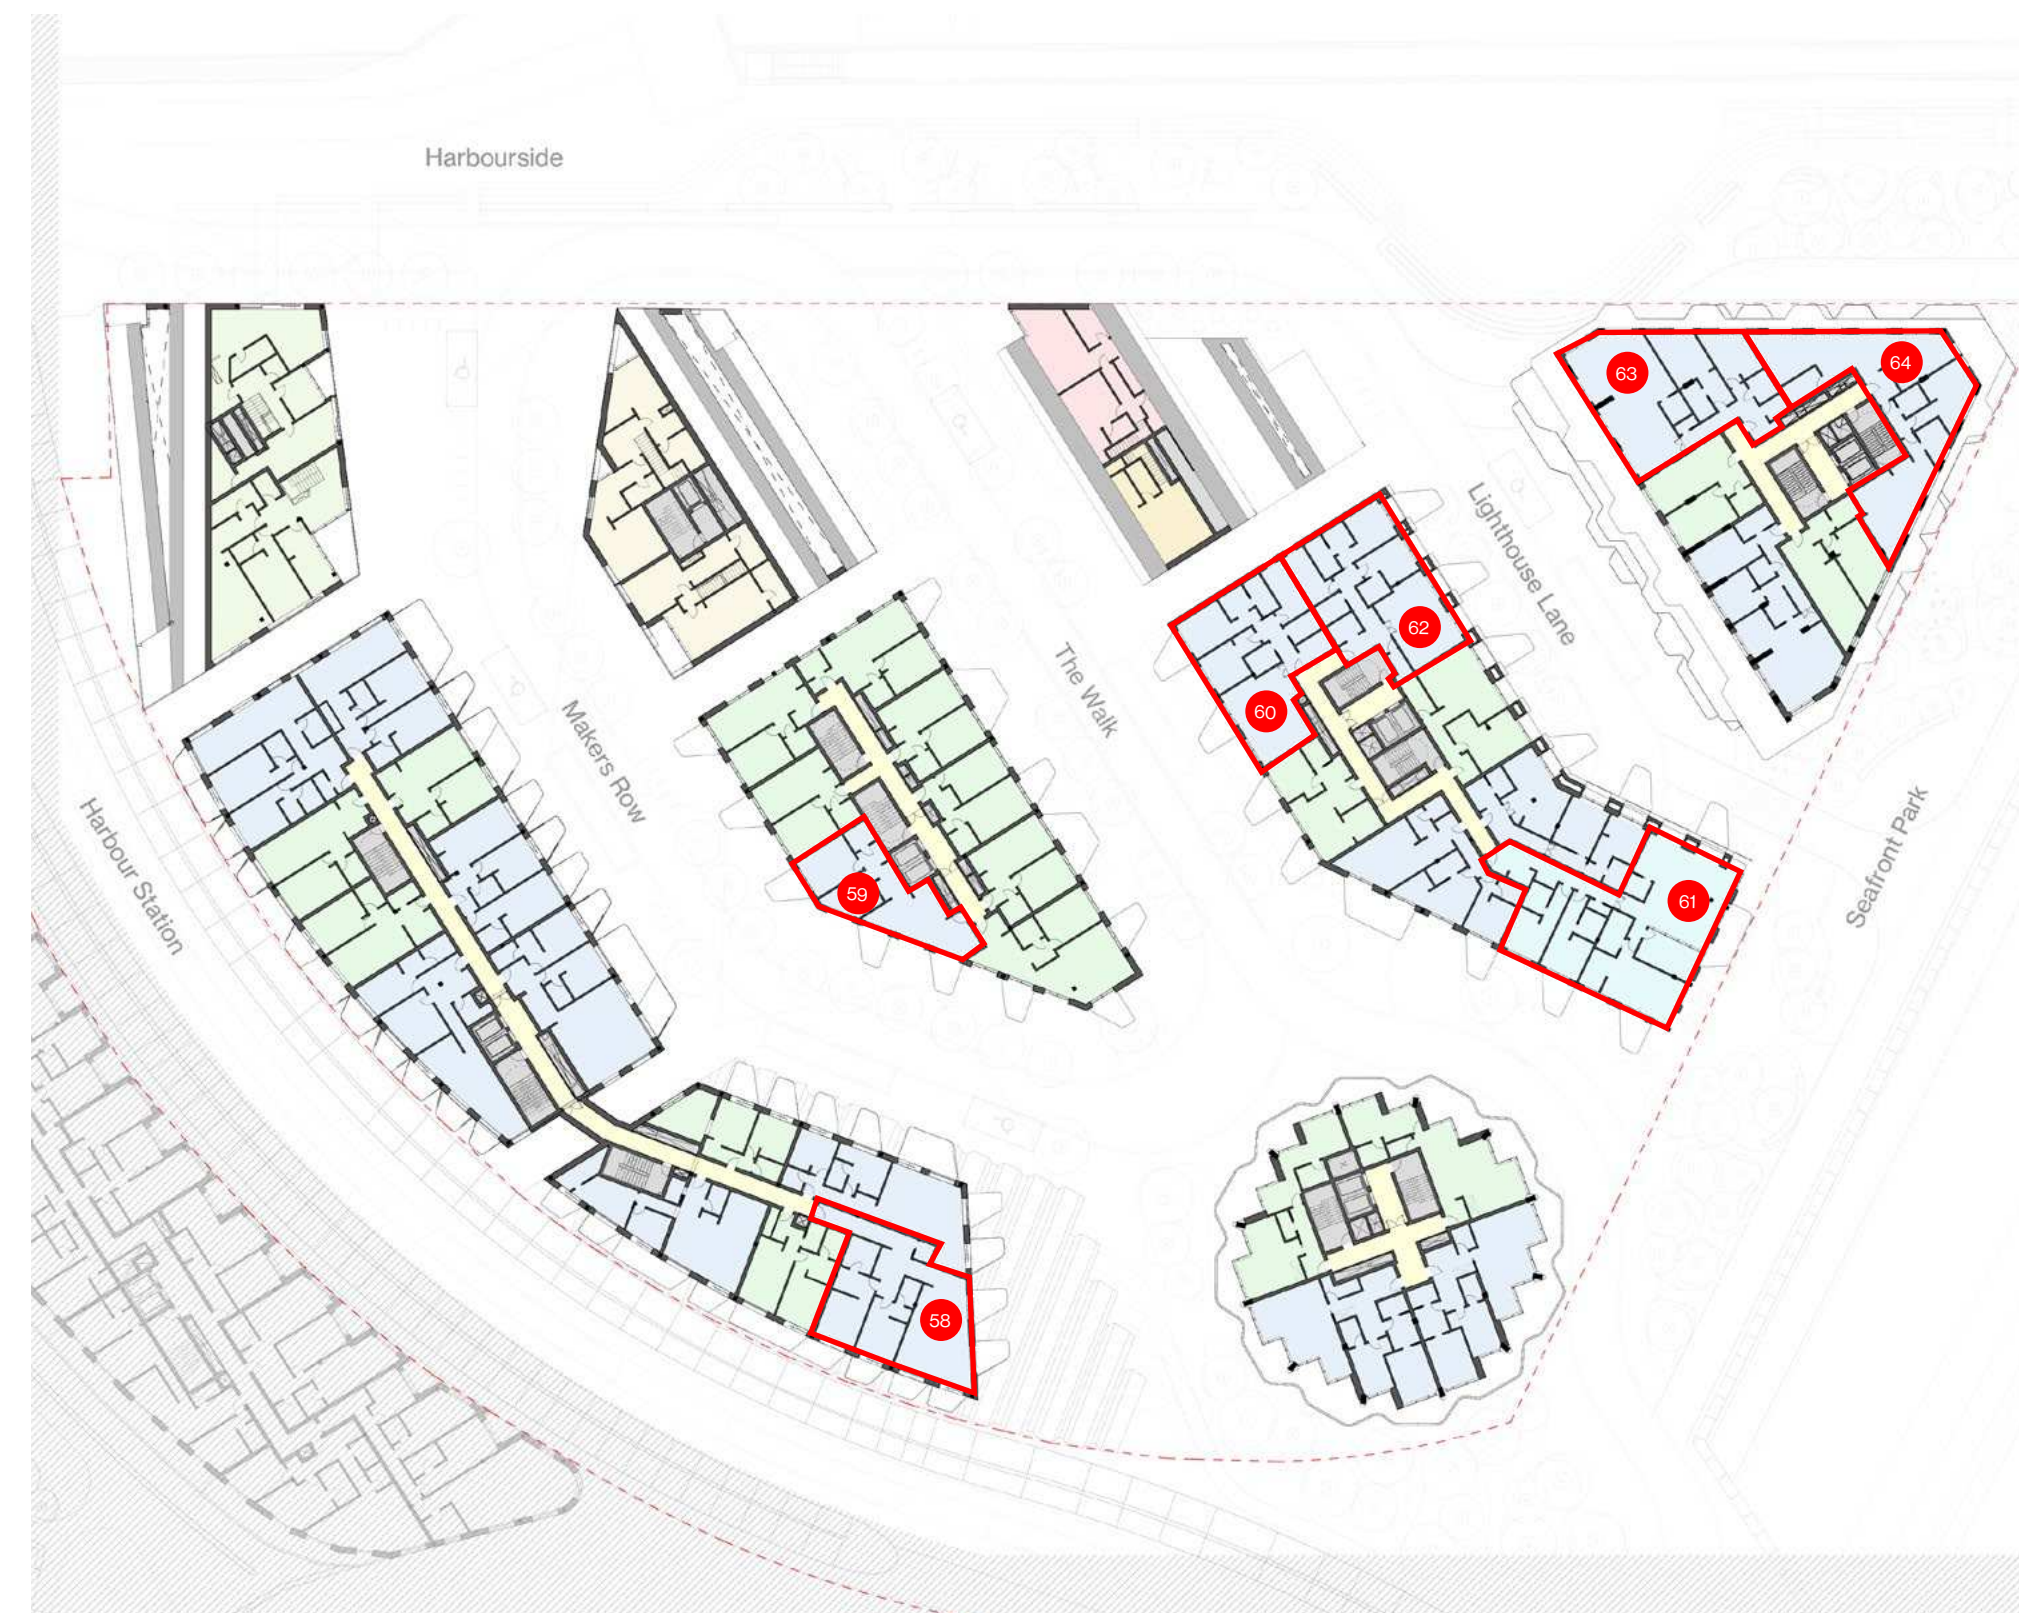 Harbourside
63
64
Lighthouse Lane
62
The Walk
60
Makers Row
Harbour Station
Seafront Park
59
61
58